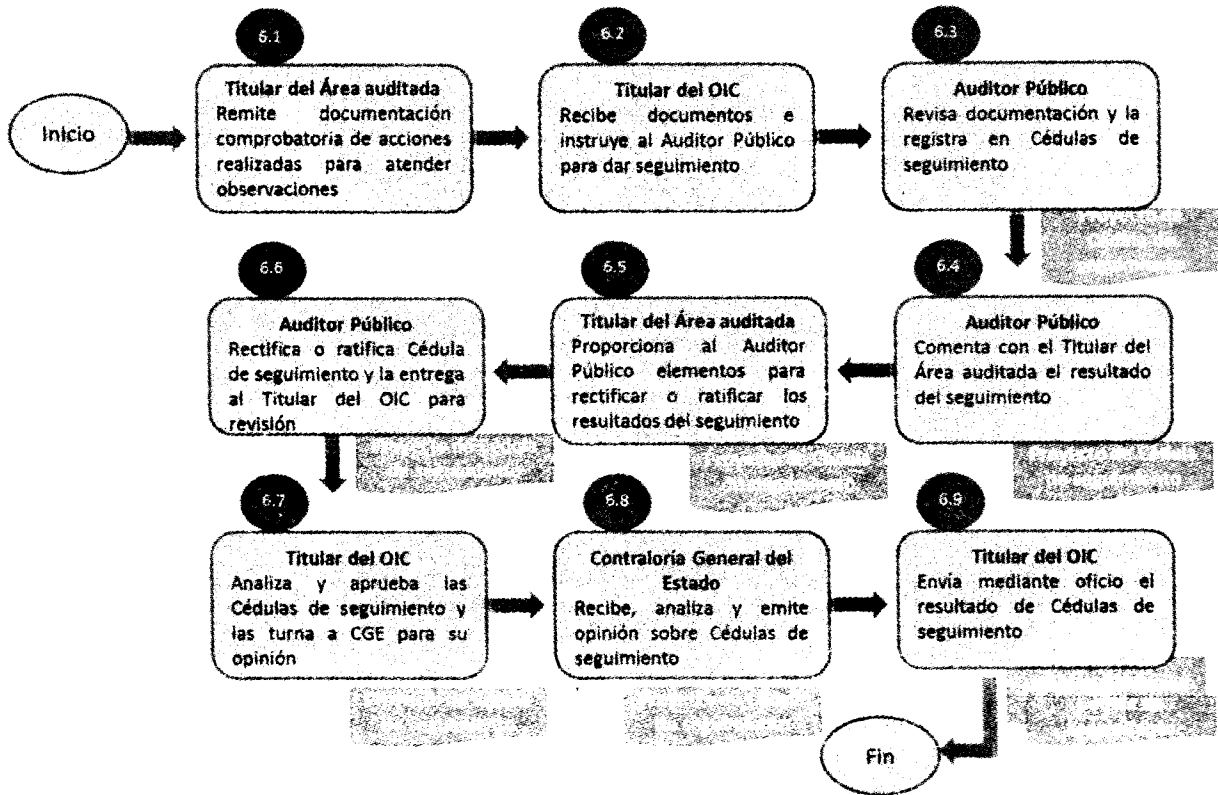 6.1
Titular del Área auditada
Remite documentación
comprobatoria de acciones
realizadas para atender
observaciones
6.2
Titular del OIC
Recibe documentos e
instruye al Auditor Público
para dar seguimiento
6.3
Auditor Público
Revisa documentación y la
registra en Cédulas de
seguimiento
Inicio
6.4
Auditor Público
Comenta con el Titular del
Área auditada el resultado
del seguimiento
6.5
Titular del Área auditada
Proporciona al Auditor
Público elementos para
rectificar o ratificar los
resultados del seguimiento
6.6
Auditor Público
Rectifica o ratifica Cédula
de seguimiento y la entrega
al Titular del OIC para
revisión
6.7
Titular del OIC
Analiza y aprueba las
Cédulas de seguimiento y
las turna a CGE para su
opinión
6.8
Contraloría General del
Estado
Recibe, analiza y emite
opinión sobre Cédulas de
seguimiento
6.9
Titular del OIC
Envía mediante oficio el
resultado de Cédulas de
seguimiento
Fin